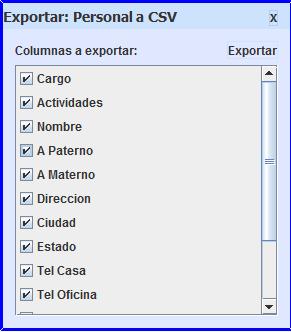 Exportar: Personal a CSV x
Columnas a exportar: Exportar
Cargo
Actividades
Nombre
A Paterno
A Materno
Direccion
Ciudad
Estado
Tel Casa
Tel Oficina